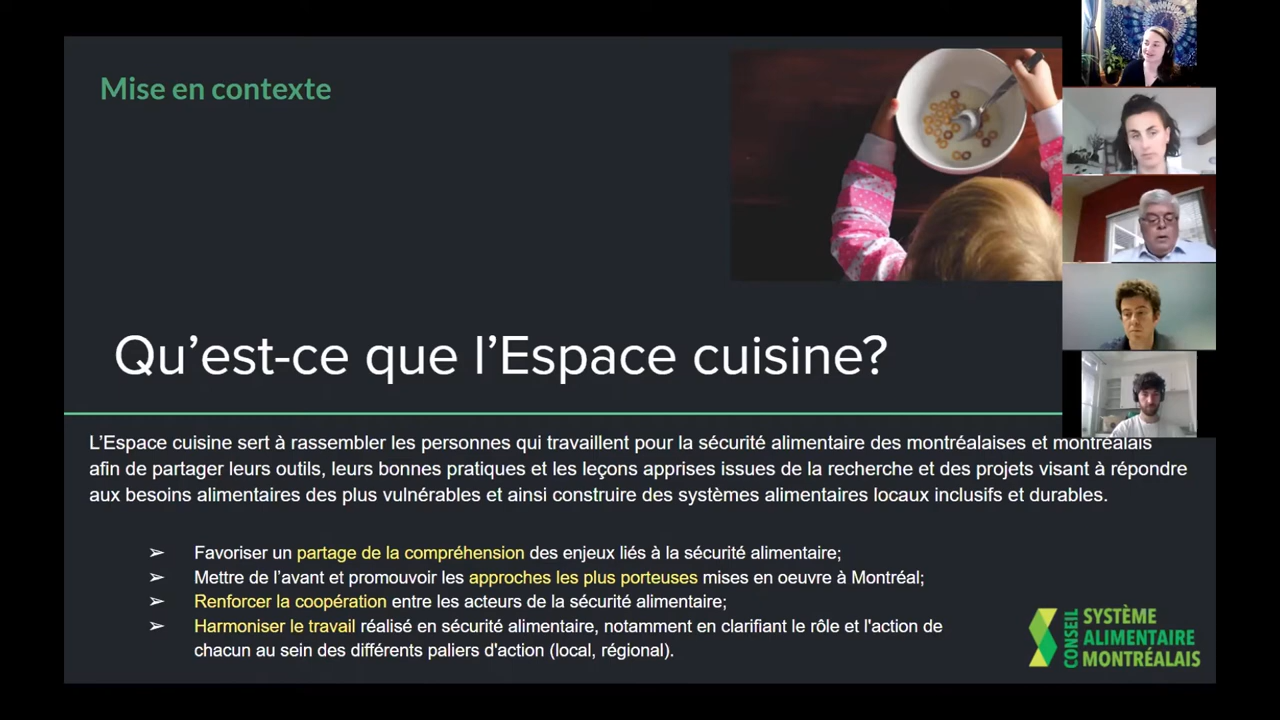 Mise en contexte
Qu’est-ce que l’Espace cuisine?
L’Espace cuisine sert à rassembler les personnes qui travaillent pour la sécurité alimentaire des montréalaises et montréalais
afin de partager leurs outils, leurs bonnes pratiques et les leçons apprises issues de la recherche et des projets visant à répondre
aux besoins alimentaires des plus vulnérables et ainsi construire des systèmes alimentaires locaux inclusifs et durables.
➢ Favoriser un partage de la compréhension des enjeux liés à la sécurité alimentaire;
➢ Mettre de l’avant et promouvoir les approches les plus porteuses mises en oeuvre à Montréal;
➢ Renforcer la coopération entre les acteurs de la sécurité alimentaire;
➢ Harmoniser le travail réalisé en sécurité alimentaire, notamment en clarifiant le rôle et l'action de
chacun au sein des différents paliers d'action (local, régional).
CONSEIL
SYSTÈME
ALIMENTAIRE
MONTRÉALAIS